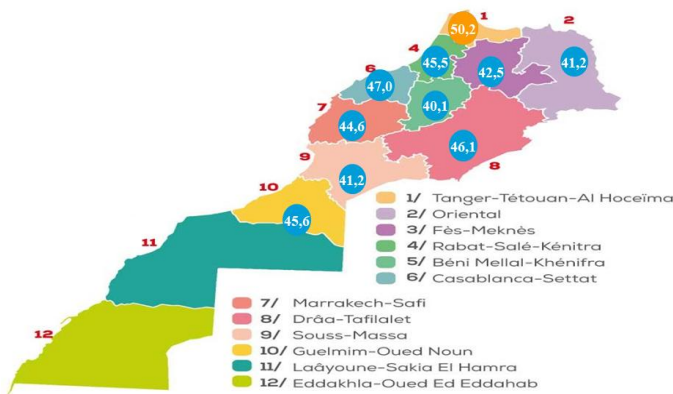 1
2
50,2
4
45,5
42,5
41,2
6
47,0
40,1
7
44,6
46,1
9
8
41,2
10
45,6
11
12
1/ Tanger-Tétouan-Al Hoceïma
2/ Oriental
3/ Fès-Meknès
4/ Rabat-Salé-Kénitra
5/ Béni Mellal-Khénifra
6/ Casablanca-Settat
7/ Marrakech-Safi
8/ Drâa-Tafilalet
9/ Souss-Massa
10/ Guelmim-Oued Noun
11/ Laâyoune-Sakia El Hamra
12/ Eddakhla-Oued Ed Eddahab